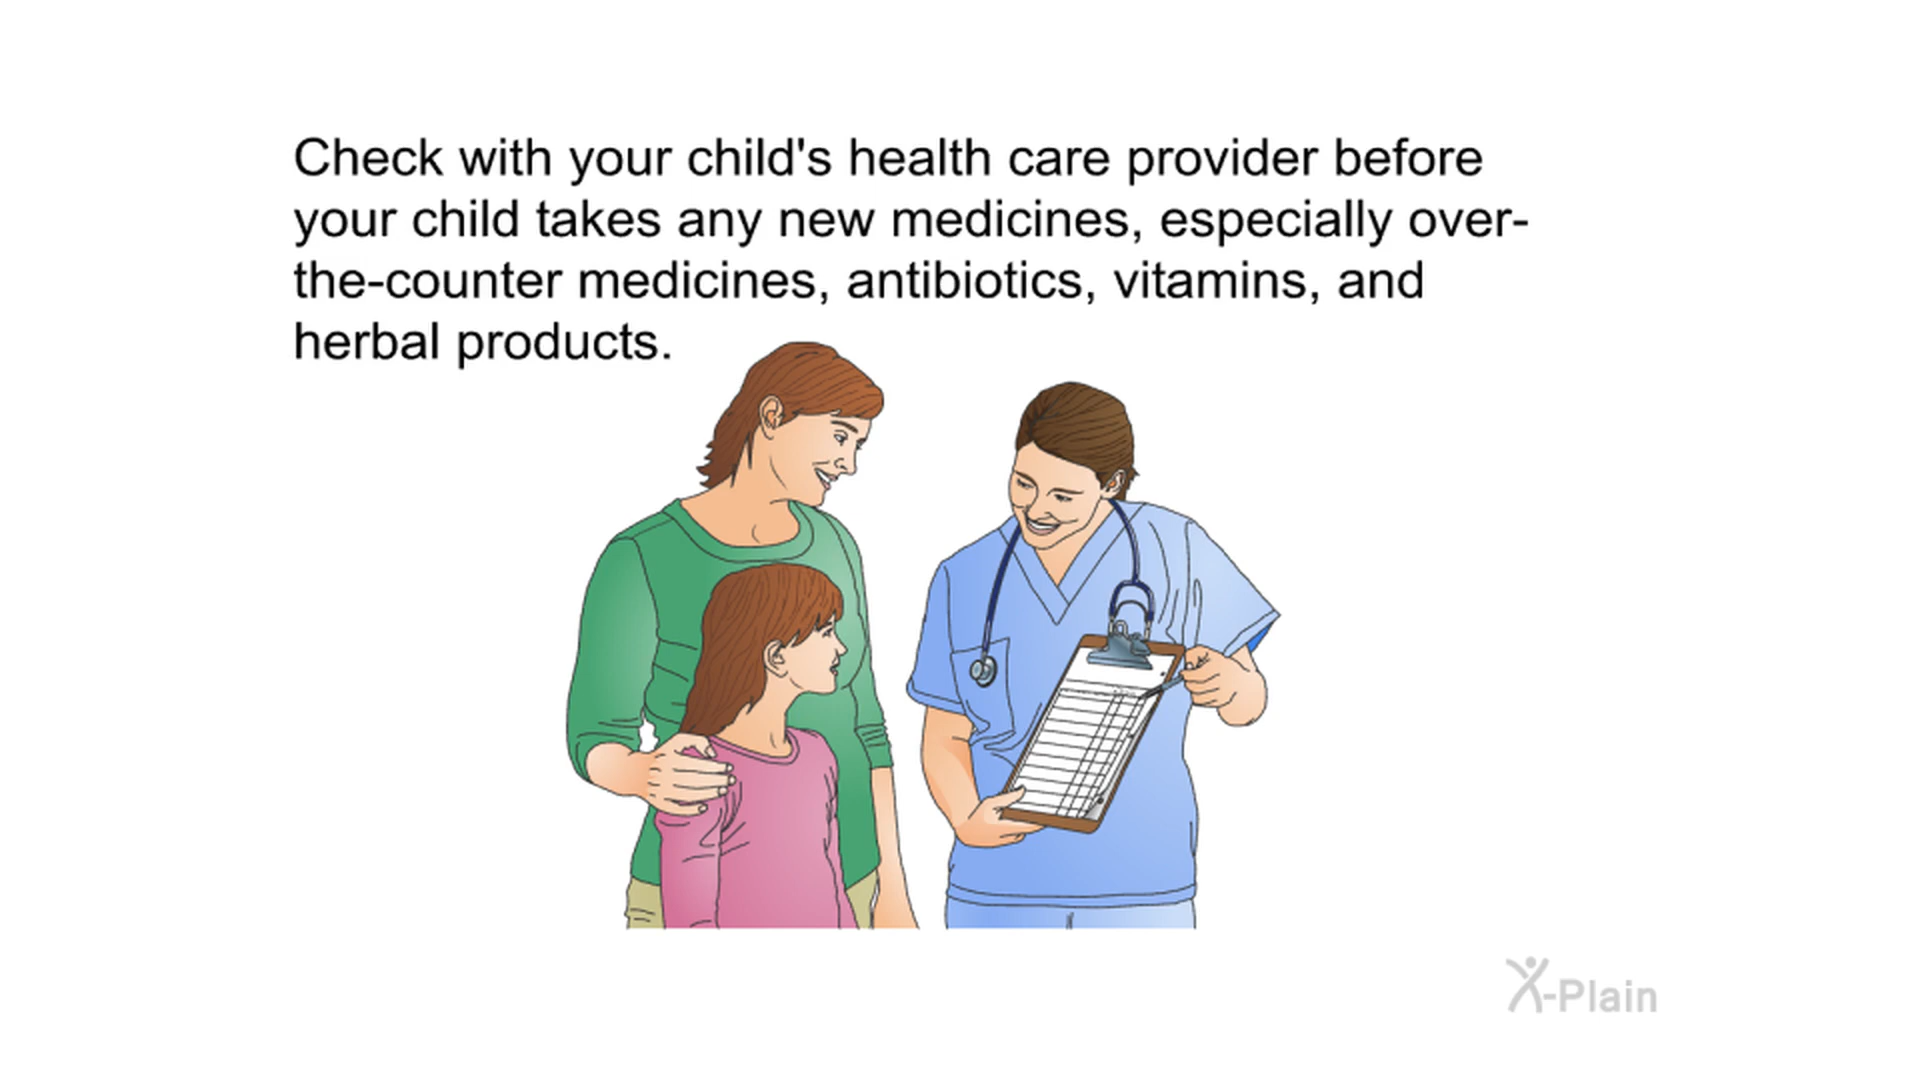 Check with your child's health care provider before
your child takes any new medicines, especially over-
the-counter medicines, antibiotics, vitamins, and
herbal products.
X-Plain